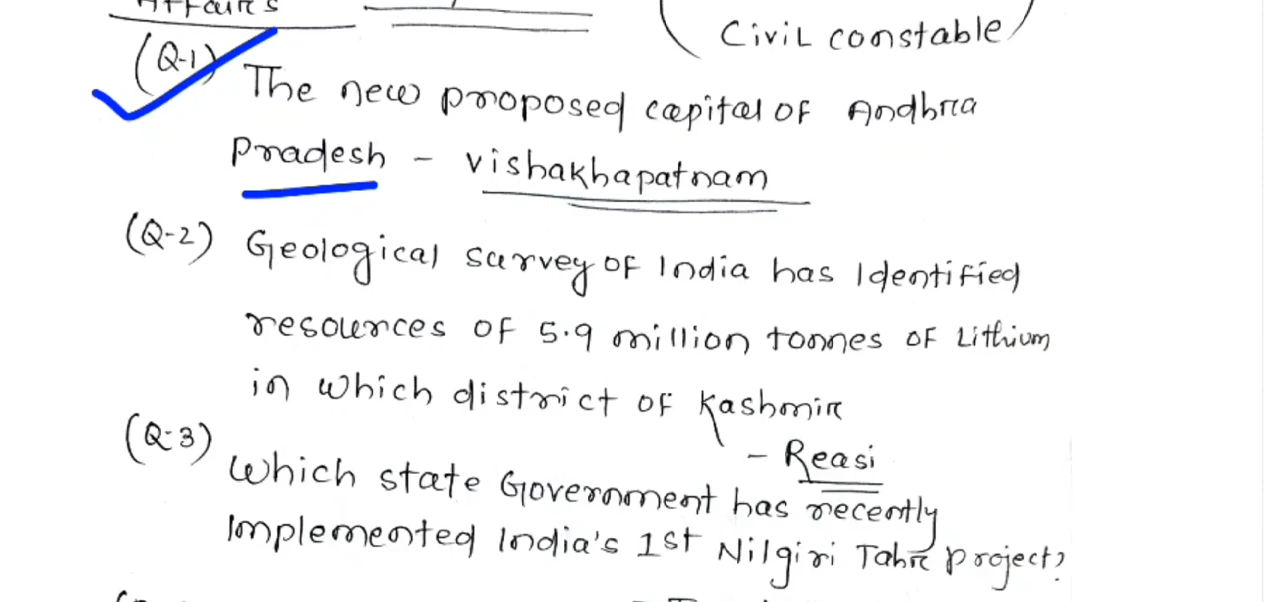 Affairs
(Civil constable)
(Q-1) The new proposed capital of Andhra
Pradesh - vishakhapatnam
(Q-2) Geological survey of India has Identified
resources of 5.9 million tonnes of Lithium
in which district of Kashmir
- Reasi
(Q-3) Which state Government has recently
Implemented India's 1st Nilgiri Tahr project?